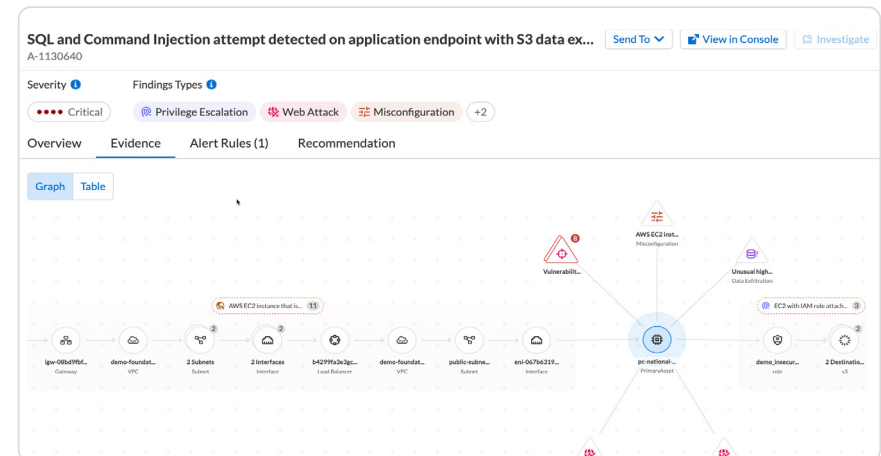 SQL and Command Injection attempt detected on application endpoint with S3 data ex...
Send To
View in Console
Investigate
A-1130640
Severity
Findings Types
Critical
Privilege Escalation
Web Attack
Misconfiguration
+2
Overview
Evidence
Alert Rules (1)
Recommendation
Graph
Table
AWS EC2 inst...
Misconfiguration
8
Vulnerabilit...
Unusual high...
Data Exfiltration
AWS EC2 instance that is... 11
EC2 with IAM role attach... 3
igw-08bd9fbf...
Gateway
demo-foundat...
VPC
2
2 Subnets
Subnet
2
2 Interfaces
Interface
b4299fa3e3gc...
Load Balancer
demo-foundat...
VPC
public-subne...
Subnet
eni-067b6319...
Interface
pc-national-...
PrimaryAsset
demo_insecur...
role
2
2 Destinatio...
s3